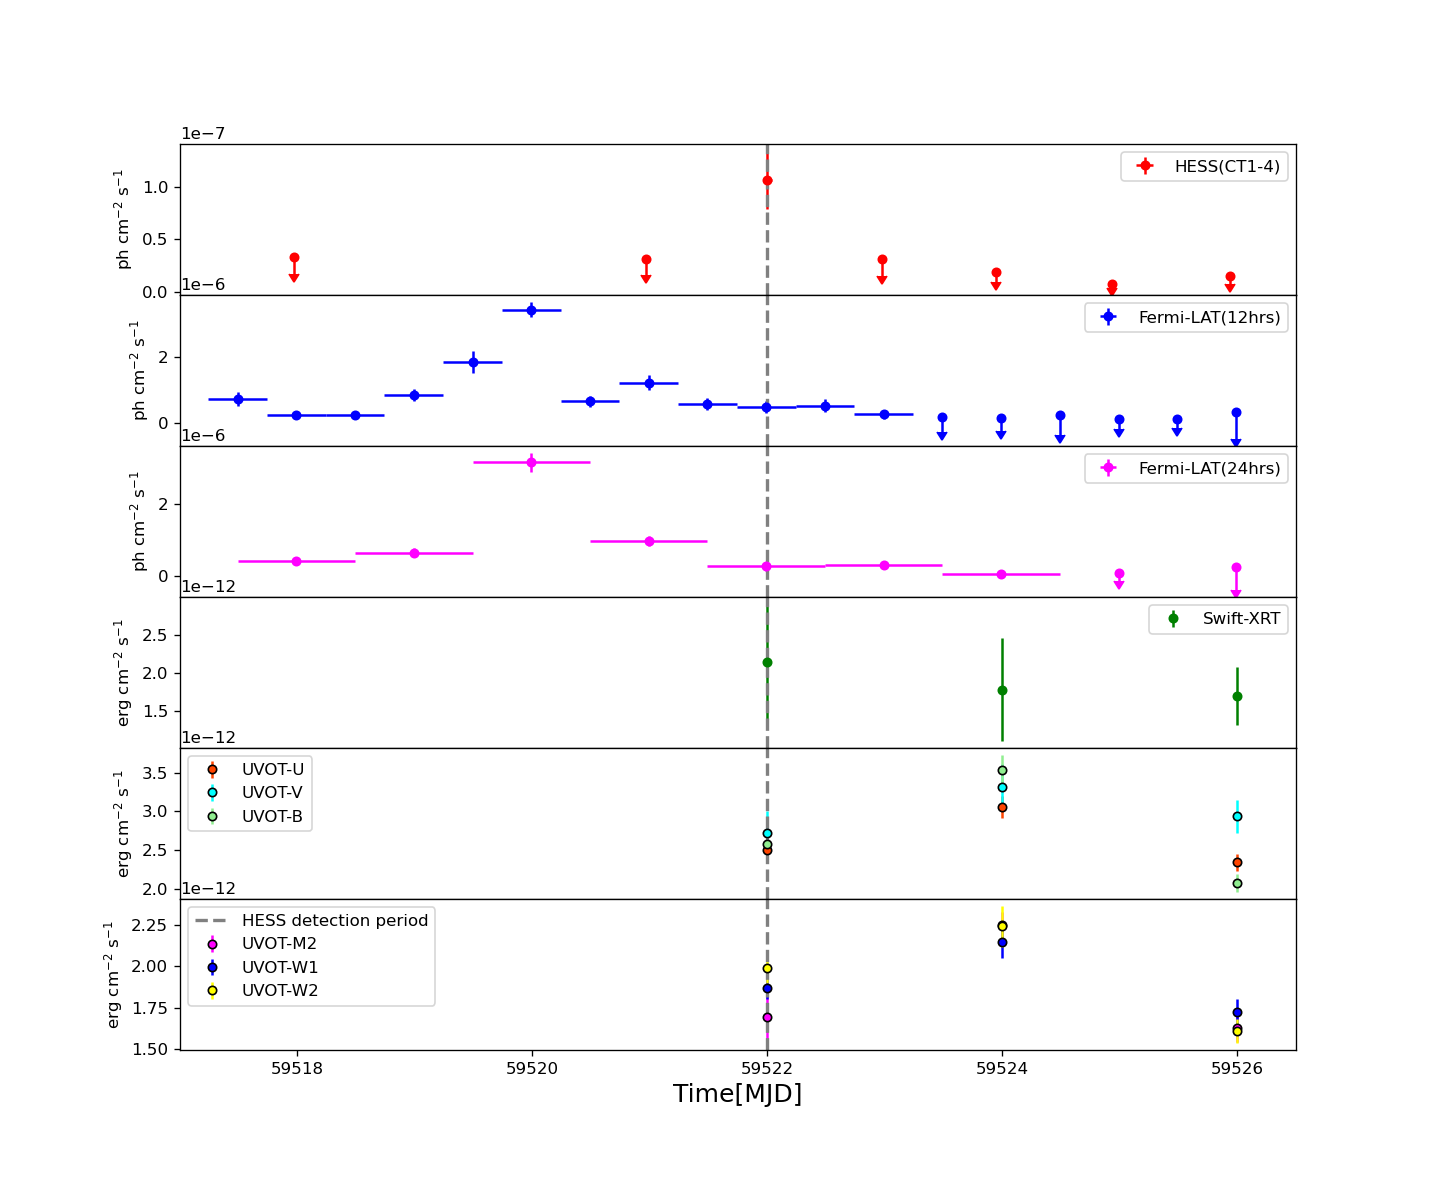 1e−7
ph cm−2 s−1
1.0
0.5
0.0
HESS(CT1-4)
1e−6
ph cm−2 s−1
2
0
Fermi-LAT(12hrs)
1e−6
ph cm−2 s−1
2
0
Fermi-LAT(24hrs)
1e−12
erg cm−2 s−1
2.5
2.0
1.5
Swift-XRT
1e−12
erg cm−2 s−1
3.5
3.0
2.5
2.0
UVOT-U
UVOT-V
UVOT-B
1e−12
erg cm−2 s−1
2.25
2.00
1.75
1.50
HESS detection period
UVOT-M2
UVOT-W1
UVOT-W2
59518 59520 59522 59524 59526
Time[MJD]